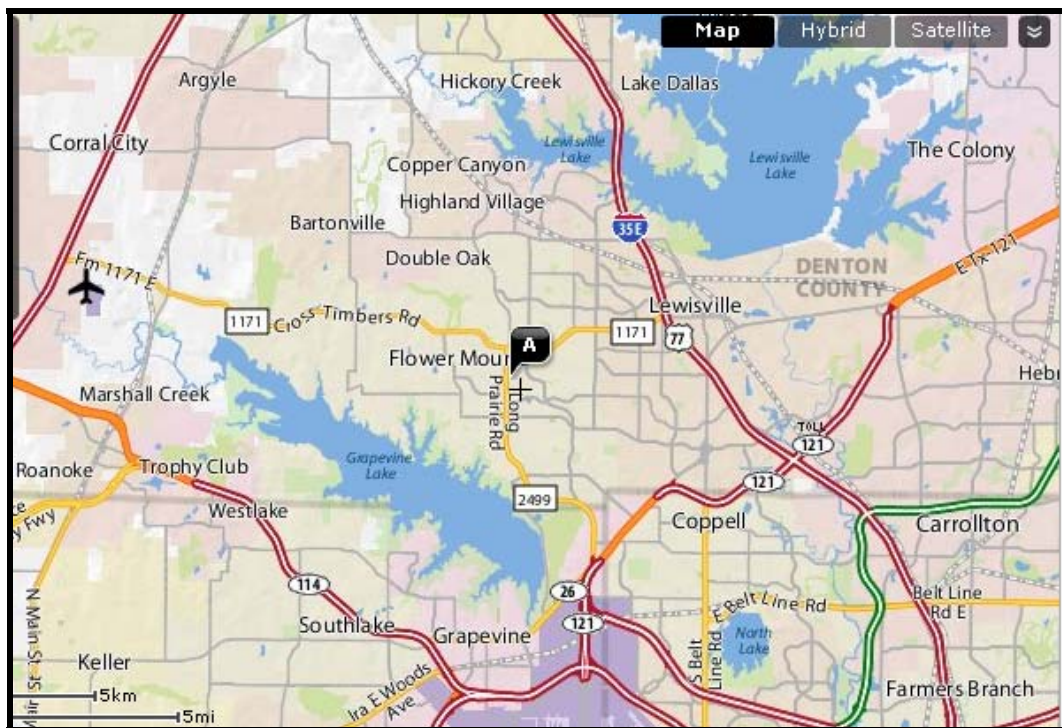 Map
Hybrid
Satellite
Argyle
Hickory Creek
Lake Dallas
Corral City
Lewisville
Lake
Lewisville
Lake
The Colony
Copper Canyon
Highland Village
Bartonville
35E
Double Oak
Fm 1171 E
DENTON
COUNTY
E Tx-121
1171
Cross Timbers Rd
Lewisville
1171
77
A
Flower Mour
Marshall Creek
Long
Prairie Rd
Heb
TOLL
121
Roanoke
Trophy Club
Grapevine
Lake
121
2499
Westlake
y Fwy
Coppell
Carrollton
114
26
Belt Line
Rd E
E Belt Line Rd
N Main St
Southlake
Grapevine
121
North
Lake
S Belt
Line Rd
Keller
Ira E Woods
Ave
Farmers Branch
5km
5mi